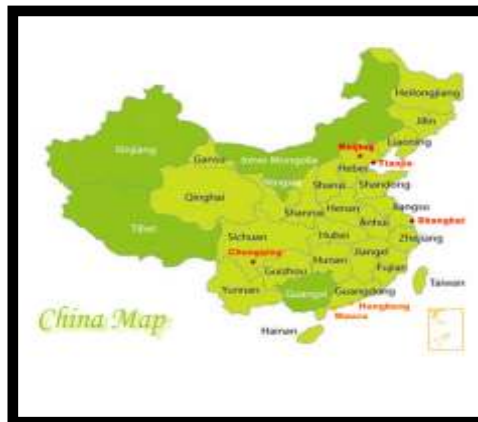 Heilongjiang
Jilin
Liaoning
Beijing
Tianjin
Xinjiang
Gansu
Inner Mongolia
Hebei
Ningxia
Shanxi
Shandong
Qinghai
Shannxi
Henan
Jiangsu
Anhui
Shanghai
Tibet
Sichuan
Hubei
Zhejiang
Chongqing
Hunan
Jiangxi
Guizhou
Fujian
Yunnan
Guangxi
Guangdong
Taiwan
Hongkong
Macau
Hainan
China Map